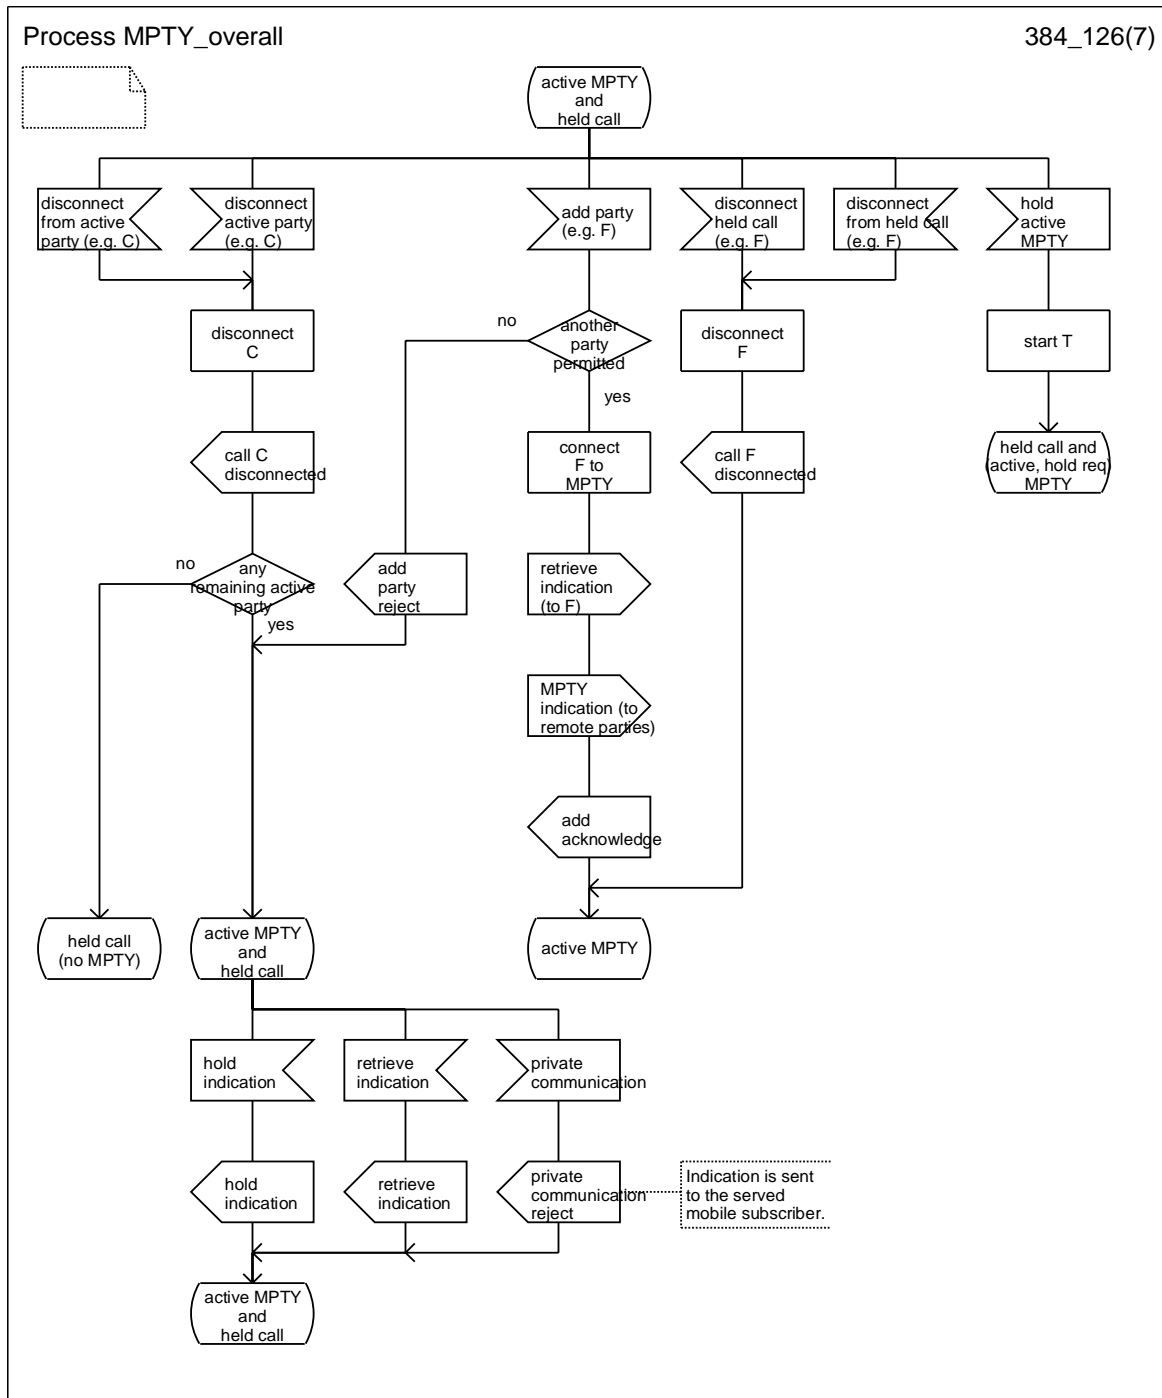 Process MPTY_overall
384_126(7)
active MPTY
and
held call
disconnect
from active
party (e.g. C)
disconnect
active party
(e.g. C)
add party
(e.g. F)
disconnect
held call
(e.g. F)
disconnect
from held call
(e.g. F)
hold
active
MPTY
disconnect
C
no
another
party
permitted
yes
disconnect
F
start T
call C
disconnected
connect
F to
MPTY
call F
disconnected
held call and
(active, hold req)
MPTY
no
any
remaining active
party
yes
add
party
reject
retrieve
indication
(to F)
MPTY
indication (to
remote parties)
add
acknowledge
held call
(no MPTY)
active MPTY
and
held call
active MPTY
hold
indication
retrieve
indication
private
communication
hold
indication
retrieve
indication
private
communication
reject
Indication is sent
to the served
mobile subscriber.
active MPTY
and
held call